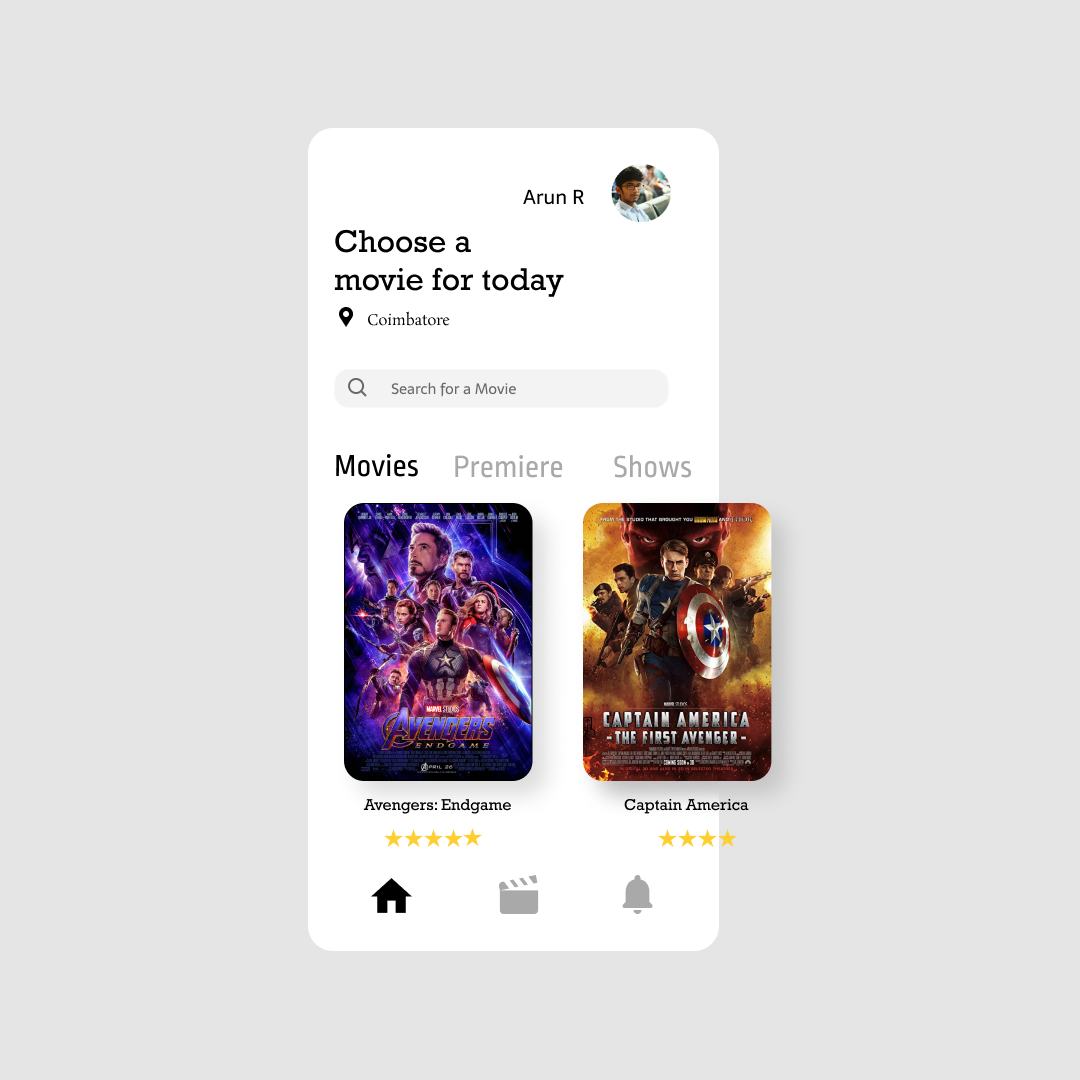 Arun R
Choose a
movie for today
Coimbatore
Search for a Movie
Movies Premiere Shows
FROM THE STUDIO THAT BROUGHT YOU
MARVEL STUDIOS
AVENGERS
ENDGAME
APRIL 26
MARVEL STUDIOS
CAPTAIN AMERICA
- THE FIRST AVENGER -
COMING SOON
Avengers: Endgame
Captain America